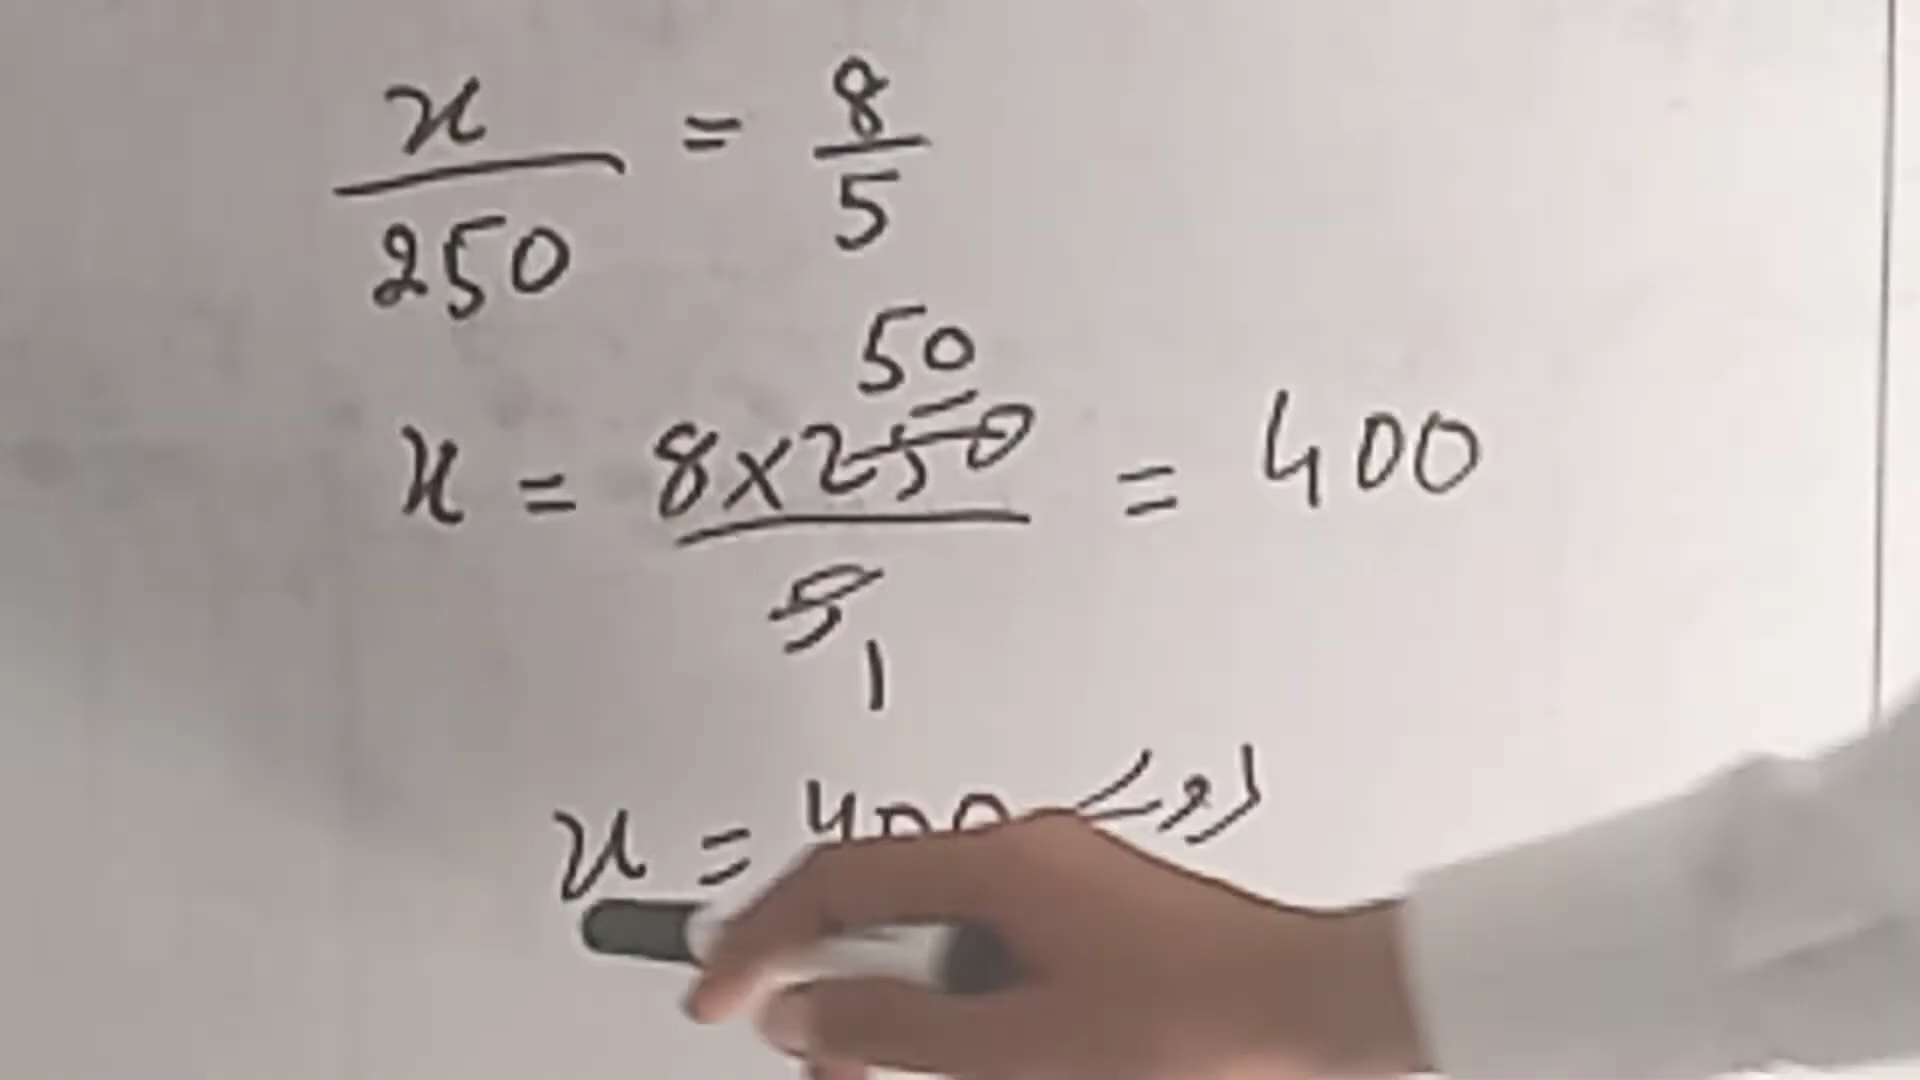 x/250 = 8/5
50
x = 8×250/5 = 400
1
x = 400